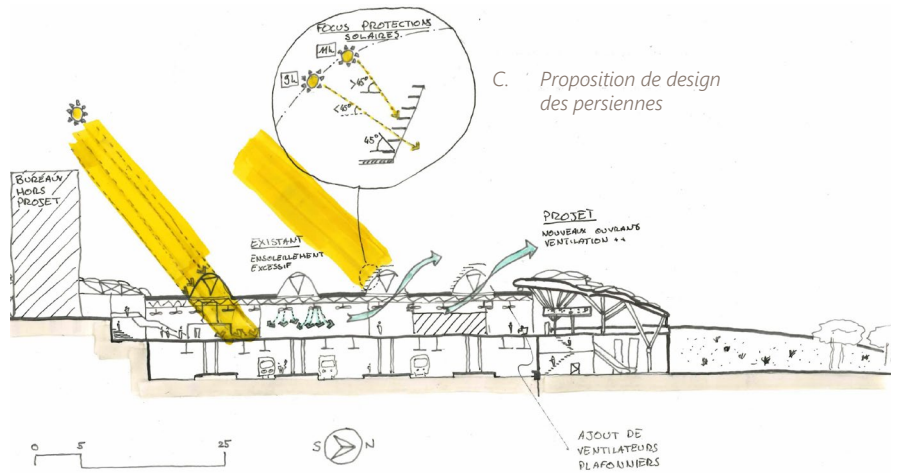 FOCUS PROTECTIONS
SOLAIRES
11h
9h
>45°
<45°
45°
C. Proposition de design
des persiennes
BUREAUX
HORS
PROJET
EXISTANT
ENSOLEILLEMENT
EXCESSIF
PROJET
NOUVEAUX OUVRANTS
VENTILATION ++
0 5 25
S N
AJOUT DE
VENTILATEURS
PLAFONNIERS